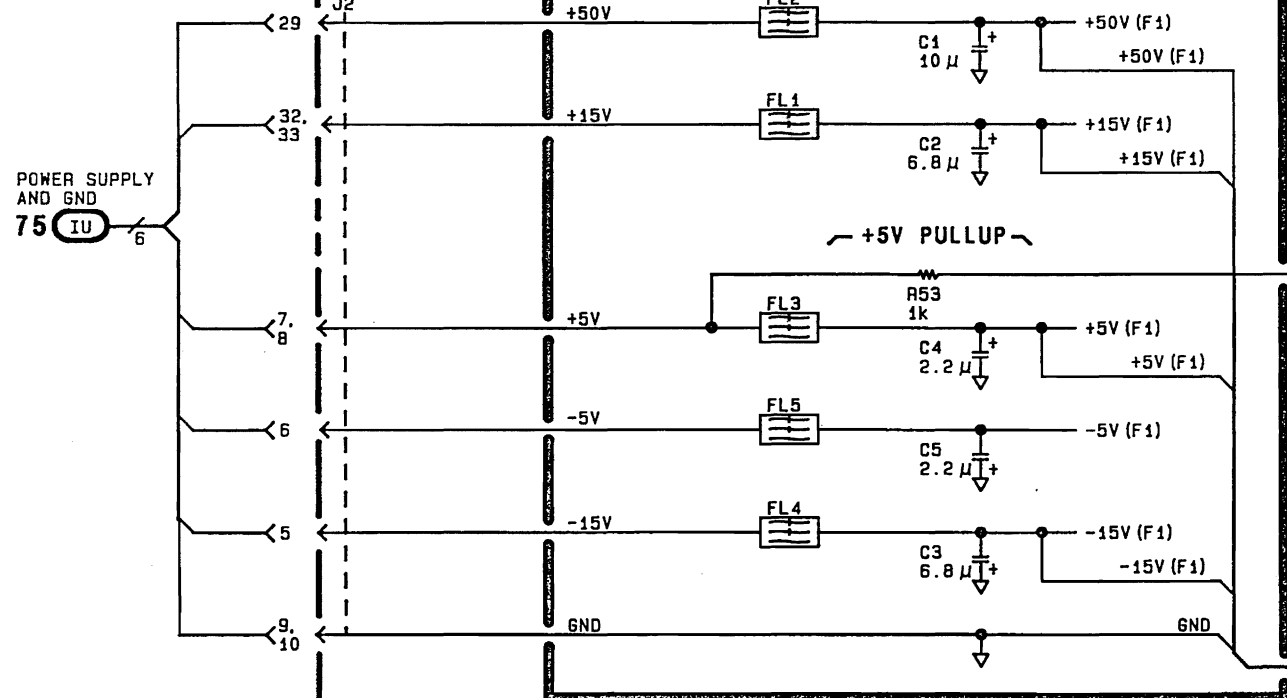 J2
29
+50V
FL2
C1
10 µ
+
+50V (F1)
+50V (F1)
32,
33
+15V
FL1
C2
6.8 µ
+
+15V (F1)
+15V (F1)
POWER SUPPLY
AND GND
75 IU
6
+5V PULLUP
R53
1k
7,
8
+5V
FL3
C4
2.2 µ
+
+5V (F1)
+5V (F1)
6
-5V
FL5
C5
2.2 µ
+
-5V (F1)
5
-15V
FL4
C3
6.8 µ
+
-15V (F1)
-15V (F1)
9,
10
GND
GND